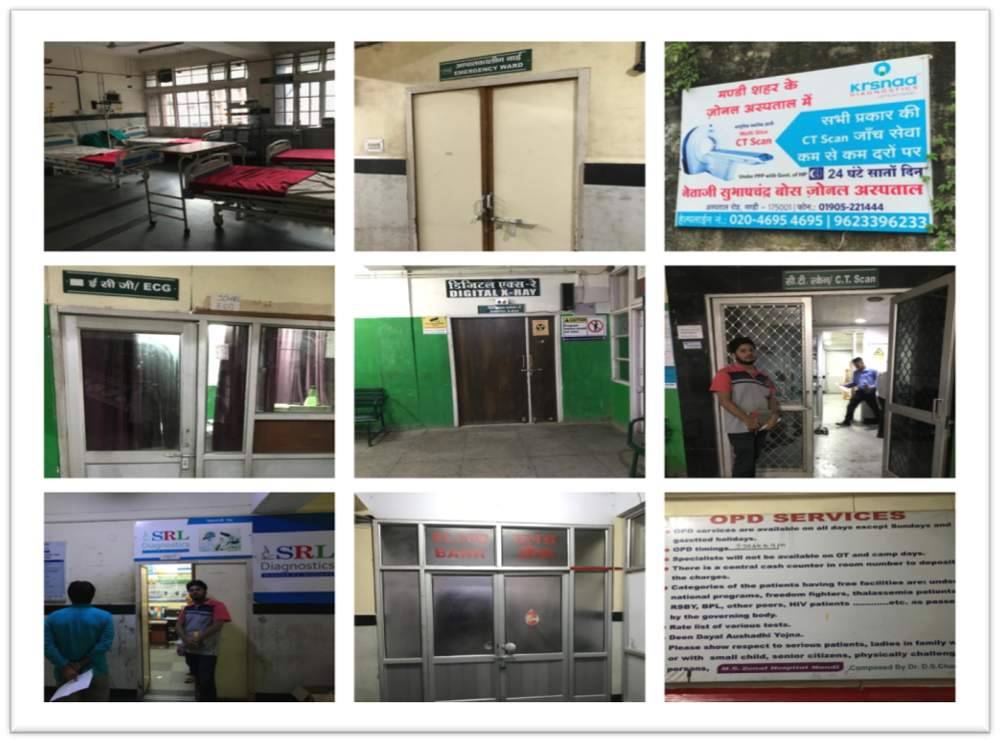 आपातकालीन वार्ड
EMERGENCY WARD
मण्डी शहर के
ज़ोनल अस्पताल में
krsnaa
DIAGNOSTICS
Multi Slice
CT Scan
सभी प्रकार की
CT Scan जाँच सेवा
कम से कम दरों पर
Under PPP with Govt. of HP
24 घंटे सातों दिन
नेताजी सुभाषचंद्र बोस ज़ोनल अस्पताल
अस्पताल रोड, मण्डी - 175001 | फोन.: 01905-221444
हेल्पलाईन नं.: 020-4695 4695 | 9623396233
ई सी जी/ ECG
डिजिटल एक्स-रे
DIGITAL X-RAY
CAUTION
सी.टी. स्केन/ C.T. Scan
SRL
Diagnostics
SRL
Diagnostics
BLOOD
BANK
ब्लड
बैंक
OPD SERVICES
OPD services are available on all days except Sundays and
gazetted holidays.
OPD timings
Specialists will not be available on OT and camp days.
There is a central cash counter in room number to deposit
the charges.
Categories of the patients having free facilities are: under
national programs, freedom fighters, thalassemia patients
RSBY, BPL, other poors, HIV patients ..............etc. as passe
by the governing body.
Rate list of various tests.
Deen Dayal Aushadhi Yojna.
Please show respect to serious patients, ladies in family w
or with small child, senior citizens, physically challeng
persons, M.S. Zonal Hospital Mandi Composed By Dr. D.S.